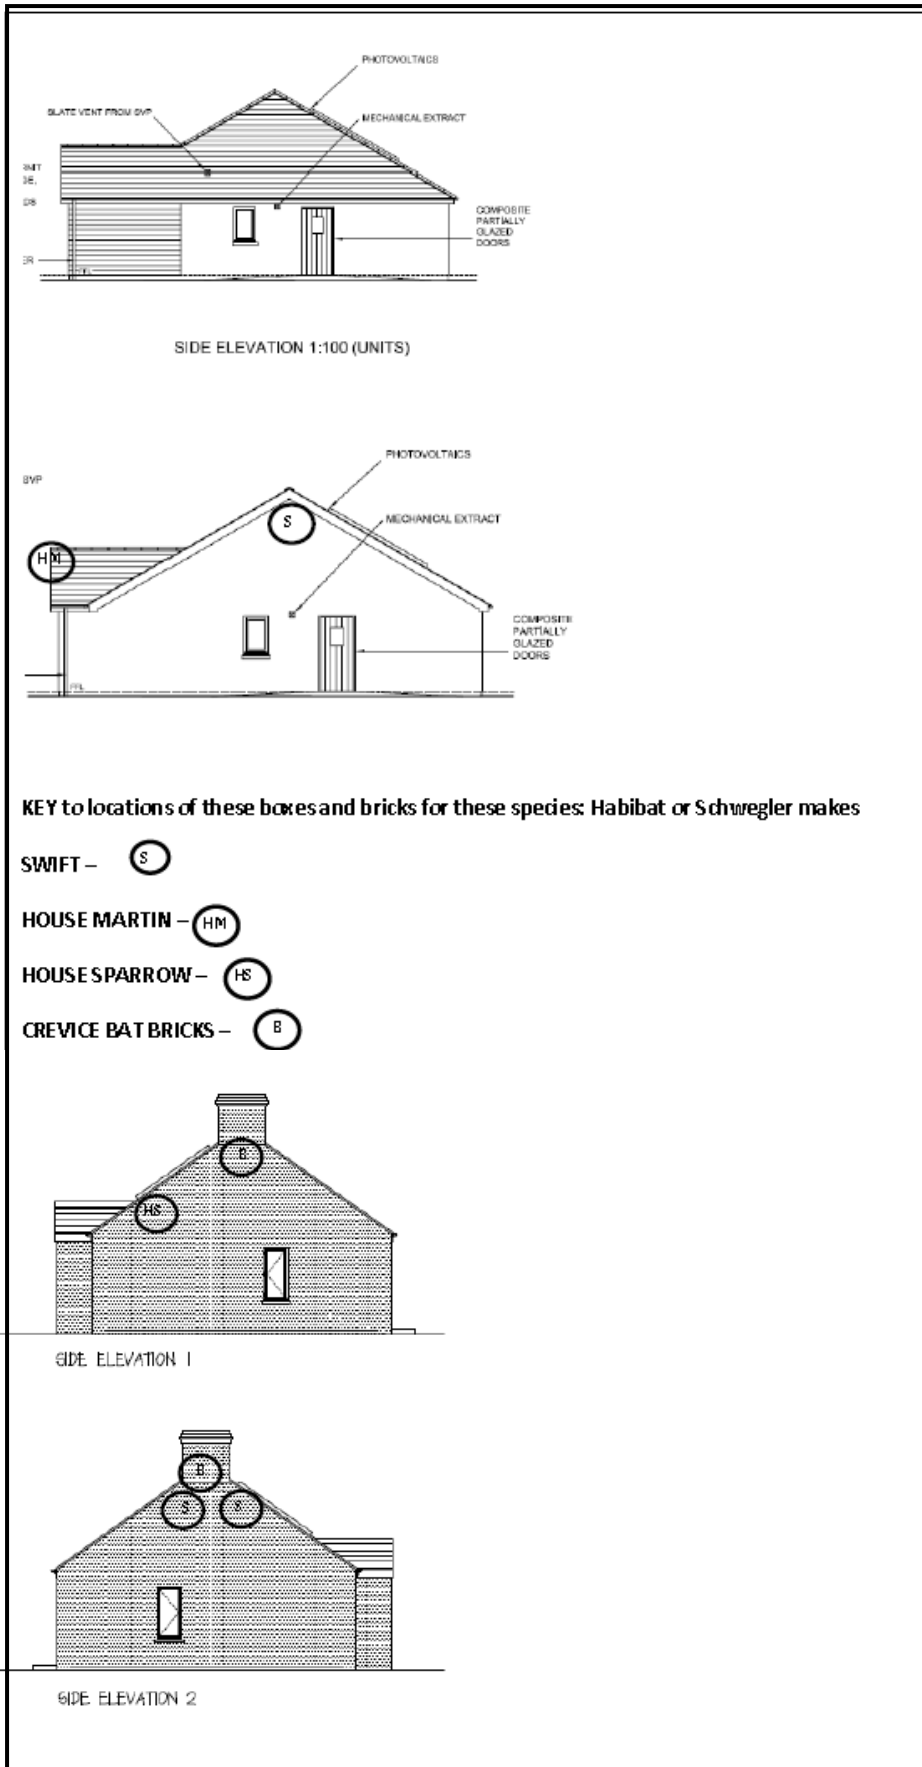 PHOTOVOLTAICS
SLATE VENT FROM SVP
MECHANICAL EXTRACT
COMPOSITE
PARTIALLY
GLAZED
DOORS
FFL
SIDE ELEVATION 1:100 (UNITS)
PHOTOVOLTAICS
SVP
S
MECHANICAL EXTRACT
HM
COMPOSITE
PARTIALLY
GLAZED
DOORS
FFL
KEY to locations of these boxes and bricks for these species: Habibat or Schwegler makes
SWIFT – S
HOUSE MARTIN – HM
HOUSE SPARROW – HS
CREVICE BAT BRICKS – B
B
HS
SIDE ELEVATION 1
B
S S
SIDE ELEVATION 2